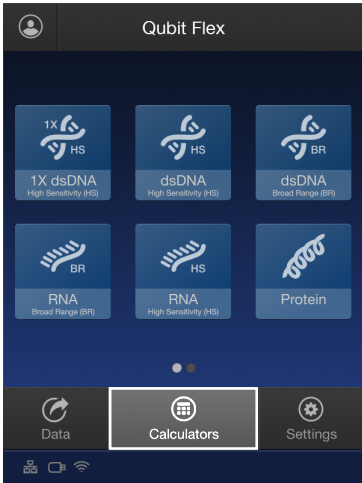 Qubit Flex
1X
HS
HS
BR
1X dsDNA
High Sensitivity (HS)
dsDNA
High Sensitivity (HS)
dsDNA
Broad Range (BR)
BR
HS
RNA
Broad Range (BR)
RNA
High Sensitivity (HS)
Protein
Data
Calculators
Settings